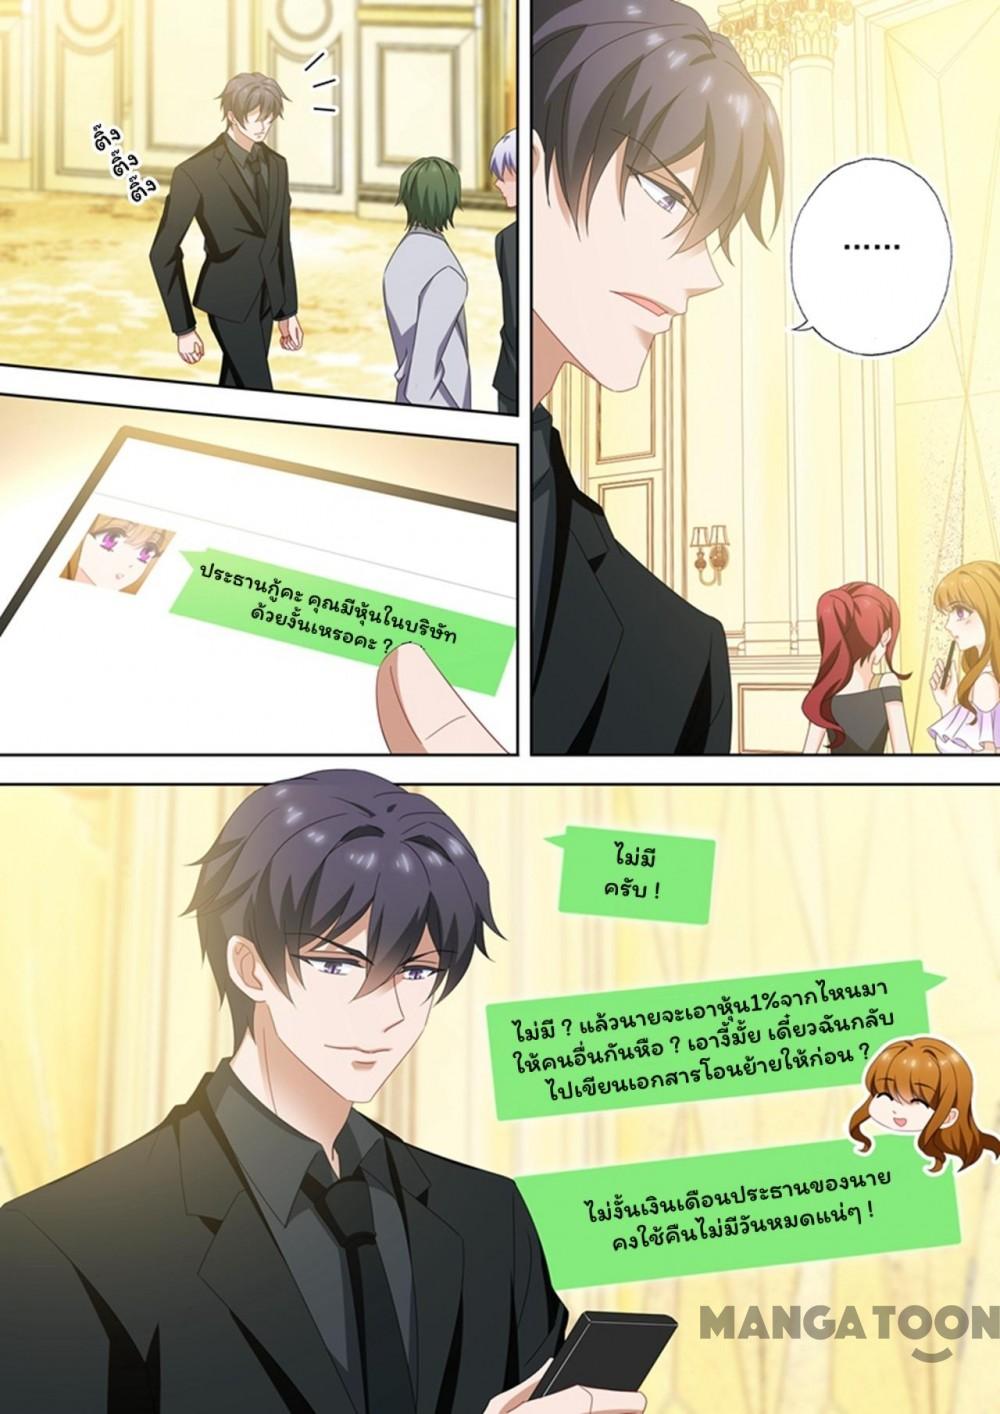 ติ๊ง
ติ๊ง
ติ๊ง
......
ประธานกู้คะ คุณมีหุ้นในบริษัท
ด้วยงั้นเหรอคะ ?
ไม่มี
ครับ !
ไม่มี ? แล้วนายจะเอาหุ้น1%จากไหนมา
ให้คนอื่นกันหือ ? เอางี้มั้ย เดี๋ยวฉันกลับ
ไปเขียนเอกสารโอนย้ายให้ก่อน ?
ไม่งั้นเงินเดือนประธานของนาย
คงใช้คืนไม่มีวันหมดแน่ๆ !
MANGATOON